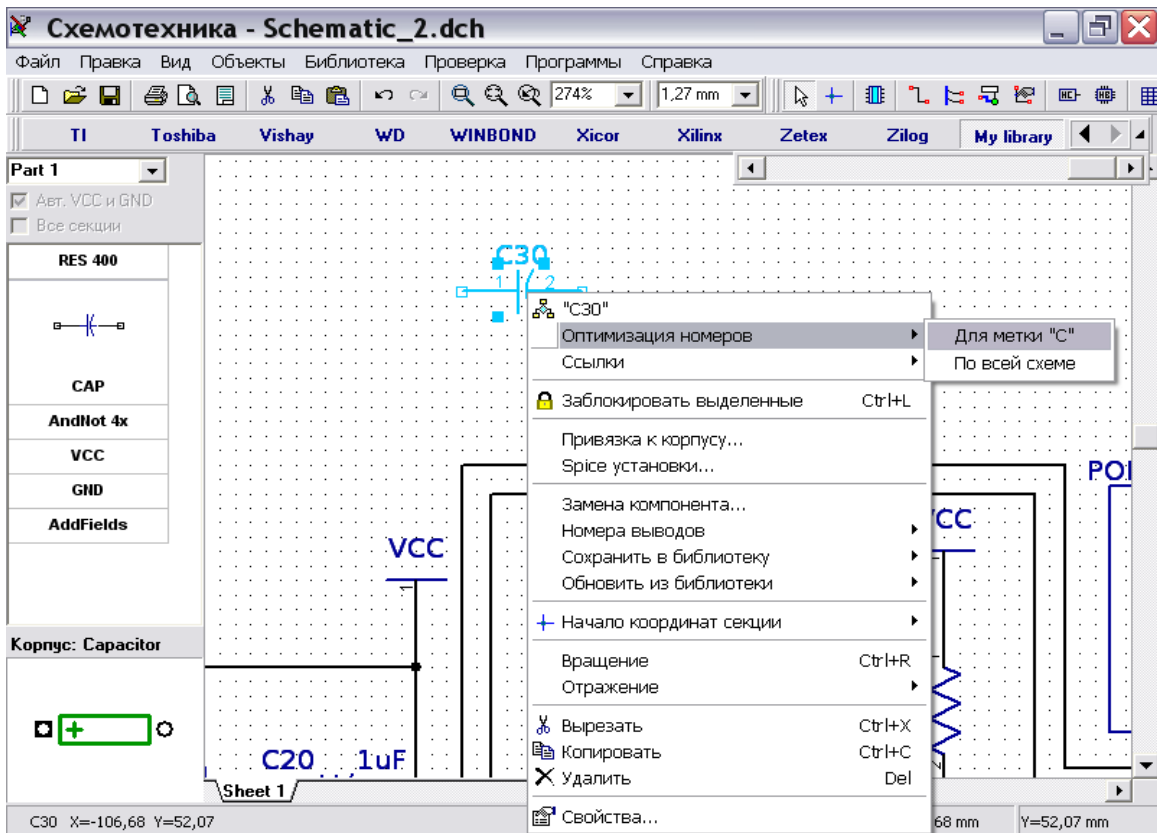 Схемотехника - Schematic_2.dch
Файл Правка Вид Объекты Библиотека Проверка Программы Справка
274% 1,27 mm
TI Toshiba Vishay WD WINBOND Xicor Xilinx Zetex Zilog My library
Part 1
Авт. VCC и GND
Все секции
RES 400
CAP
AndNot 4x
VCC
GND
AddFields
Корпус: Capacitor
C30
1 2
"C30"
Оптимизация номеров
Для метки "C"
Ссылки
По всей схеме
Заблокировать выделенные Ctrl+L
Привязка к корпусу...
Spice установки...
Замена компонента...
Номера выводов
Сохранить в библиотеку
Обновить из библиотеки
Начало координат секции
Вращение Ctrl+R
Отражение
Вырезать Ctrl+X
Копировать Ctrl+C
Удалить Del
Свойства...
VCC
1
C20 1uF
Sheet 1
C30 X=-106,68 Y=52,07
68 mm Y=52,07 mm